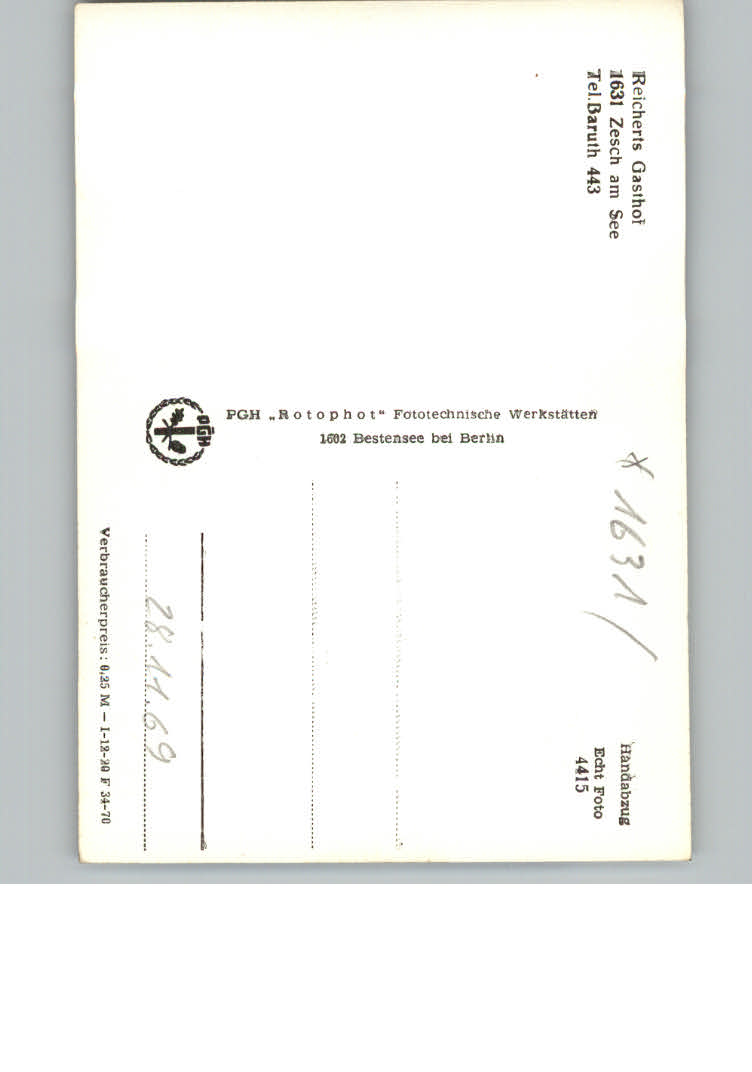 Reicherts Gasthof
1631 Zesch am See
Tel. Baruth 443
PGH „Rotophot“ Fototechnische Werkstätten
1602 Bestensee bei Berlin
PGH
* 1631 /
Handabzug
Echt Foto
4415
28.11.69
Verbraucherpreis: 0,25 M — I-12-20 F 34-70